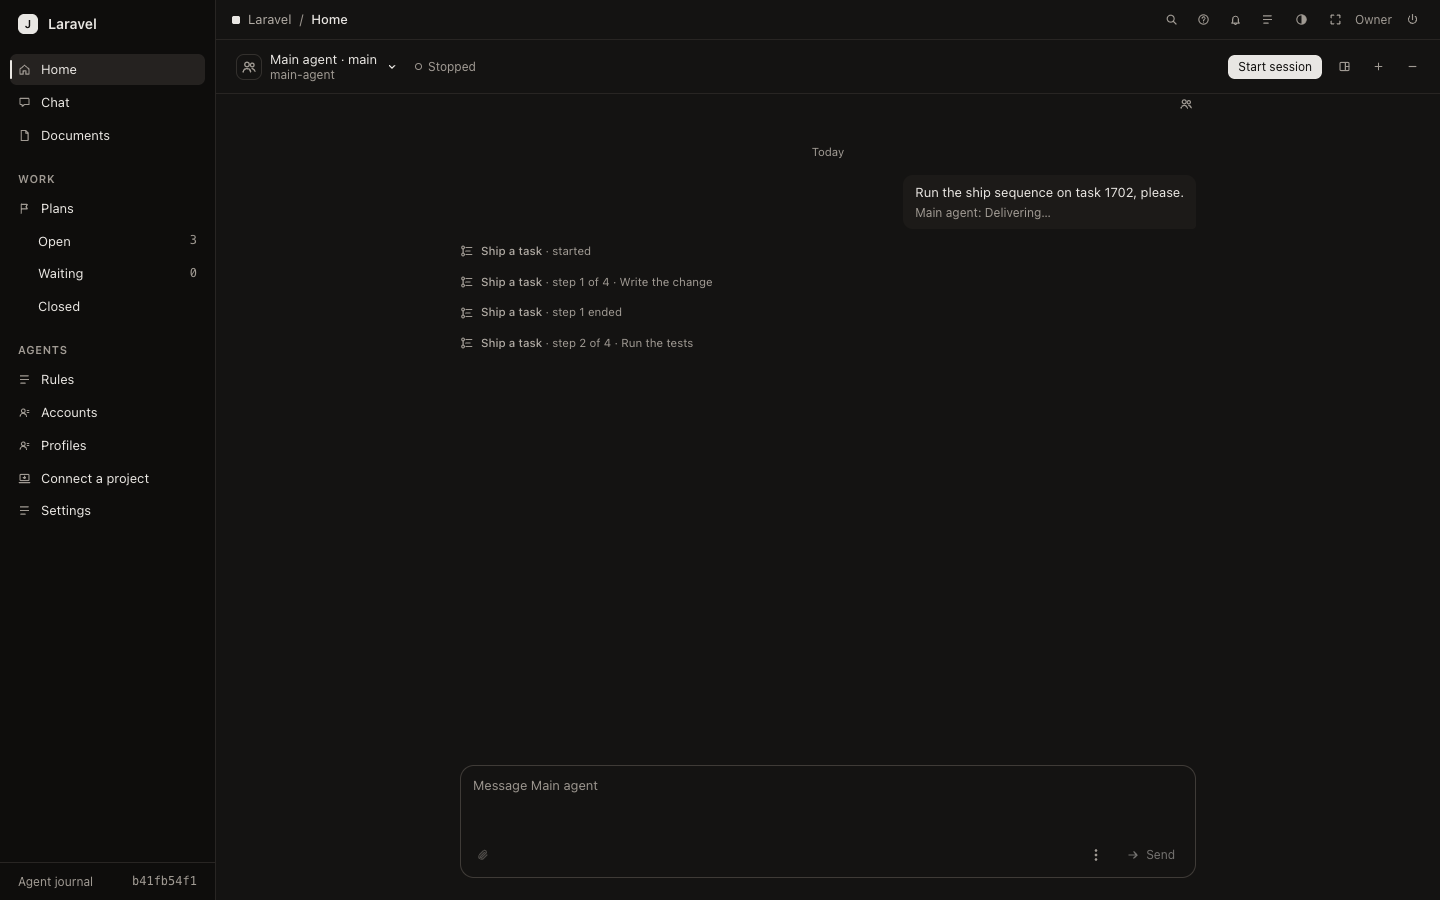 J Laravel
Home
Chat
Documents
WORK
Plans
Open 3
Waiting 0
Closed
AGENTS
Rules
Accounts
Profiles
Connect a project
Settings
Agent journal b41fb54f1
Laravel / Home
Owner
Main agent · main
main-agent
Stopped
Start session
Today
Run the ship sequence on task 1702, please.
Main agent: Delivering…
Ship a task · started
Ship a task · step 1 of 4 · Write the change
Ship a task · step 1 ended
Ship a task · step 2 of 4 · Run the tests
Message Main agent
Send